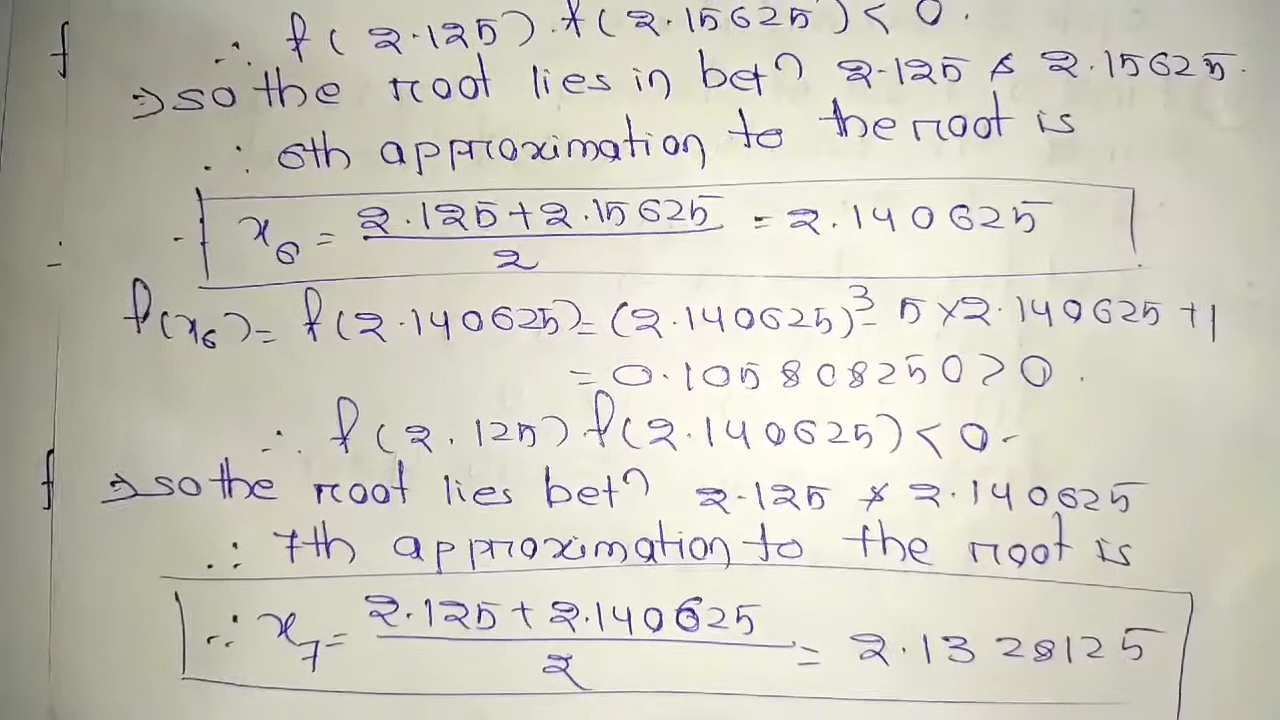 ∴ f(2.125).f(2.15625) < 0.
⇒ so the root lies in betⁿ 2.125 & 2.15625.
∴ 6th approximation to the root is
x₆ = (2.125+2.15625)/2 = 2.140625
f(x₆) = f(2.140625) = (2.140625)³ - 5×2.140625 + 1
= 0.105808250 > 0.
∴ f(2.125) f(2.140625) < 0.
⇒ so the root lies betⁿ 2.125 & 2.140625
∴ 7th approximation to the root is
∴ x₇ = (2.125 + 2.140625)/2 = 2.1328125